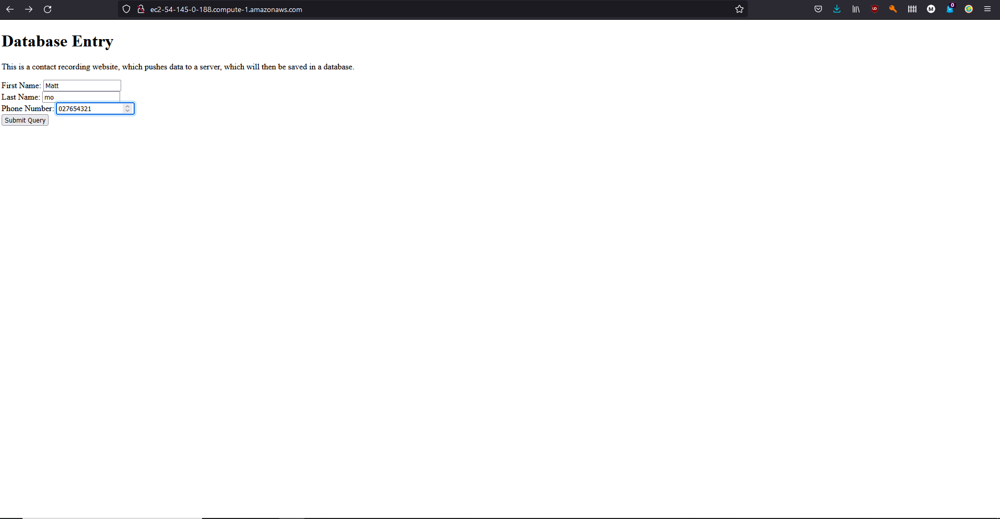 ec2-54-145-0-188.compute-1.amazonaws.com
UD
M
0
Database Entry
This is a contact recording website, which pushes data to a server, which will then be saved in a database.
First Name: Matt
Last Name: mo
Phone Number: 027654321
Submit Query